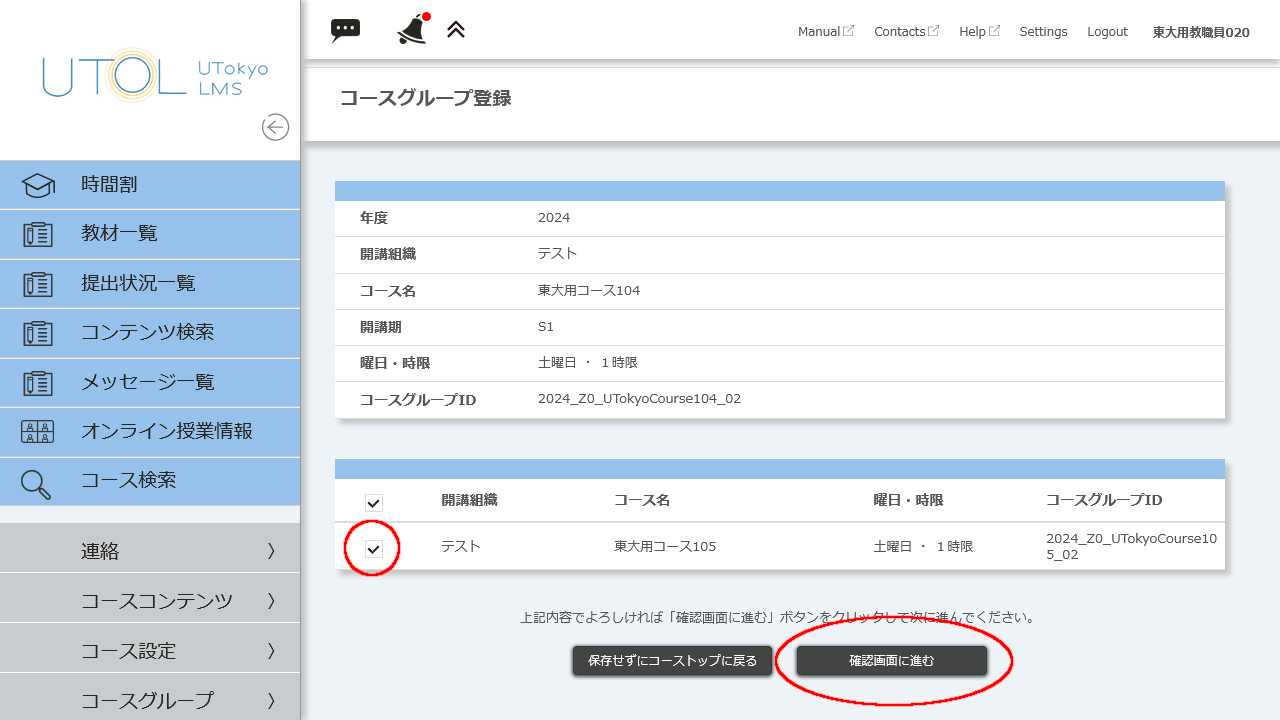 UTOL UTokyo LMS
Manual Contacts Help Settings Logout 東大用教職員020
コースグループ登録
時間割
教材一覧
提出状況一覧
コンテンツ検索
メッセージ一覧
オンライン授業情報
コース検索
連絡
コースコンテンツ
コース設定
コースグループ
年度 2024
開講組織 テスト
コース名 東大用コース104
開講期 S1
曜日・時限 土曜日 ・ 1時限
コースグループID 2024_Z0_UTokyoCourse104_02
開講組織 コース名 曜日・時限 コースグループID
テスト 東大用コース105 土曜日 ・ 1時限 2024_Z0_UTokyoCourse10
5_02
上記内容でよろしければ「確認画面に進む」ボタンをクリックして次に進んでください。
保存せずにコーストップに戻る 確認画面に進む